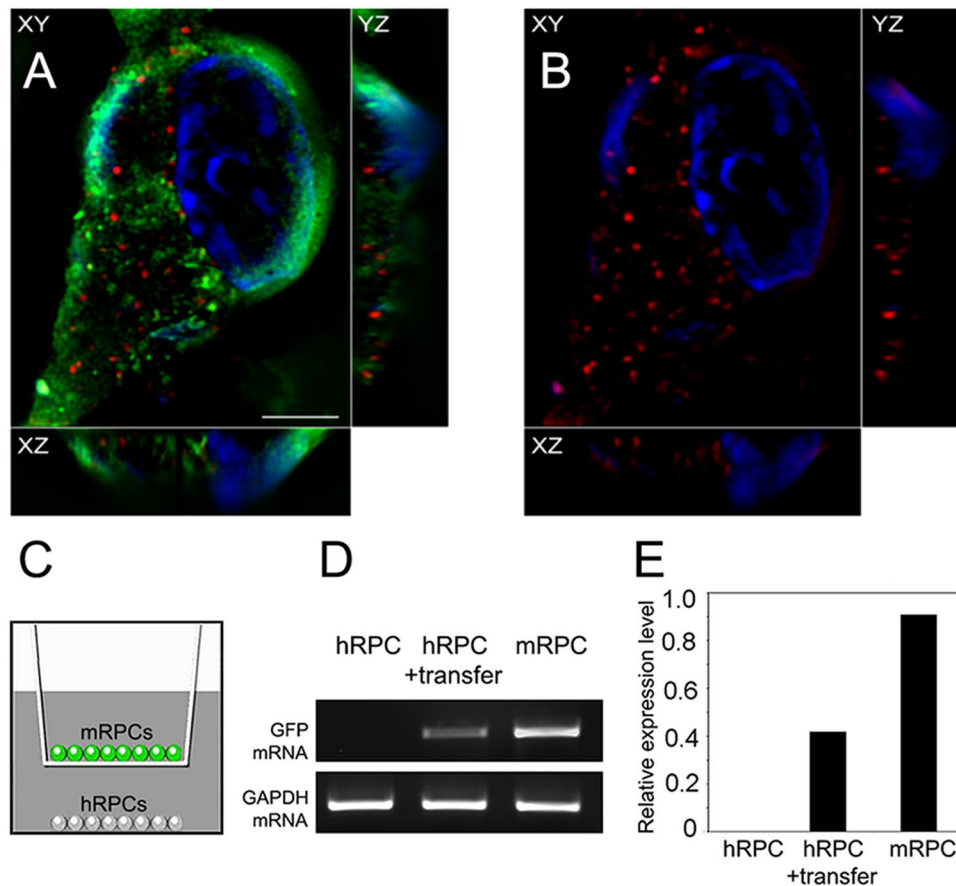 XY
YZ
A
XZ
XY
YZ
B
XZ
C
mRPCs
hRPCs
D
hRPC
hRPC
+transfer
mRPC
GFP
mRNA
GAPDH
mRNA
E
Relative expression level
1.0
0.8
0.6
0.4
0.2
0
hRPC
hRPC
+transfer
mRPC